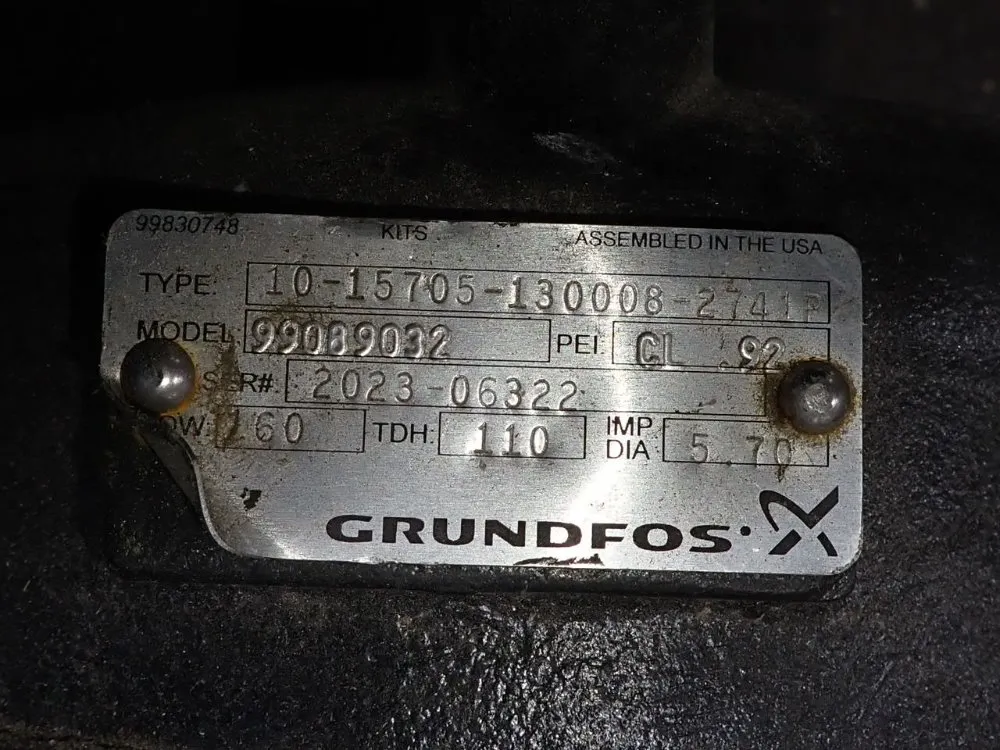 99830748 KITS ASSEMBLED IN THE USA
TYPE: 10-15705-130008-2741P
MODEL: 99089032 PEI: CL .92
SER#: 2023-06322
160 TDH: 110 IMP DIA 5.70
GRUNDFOS